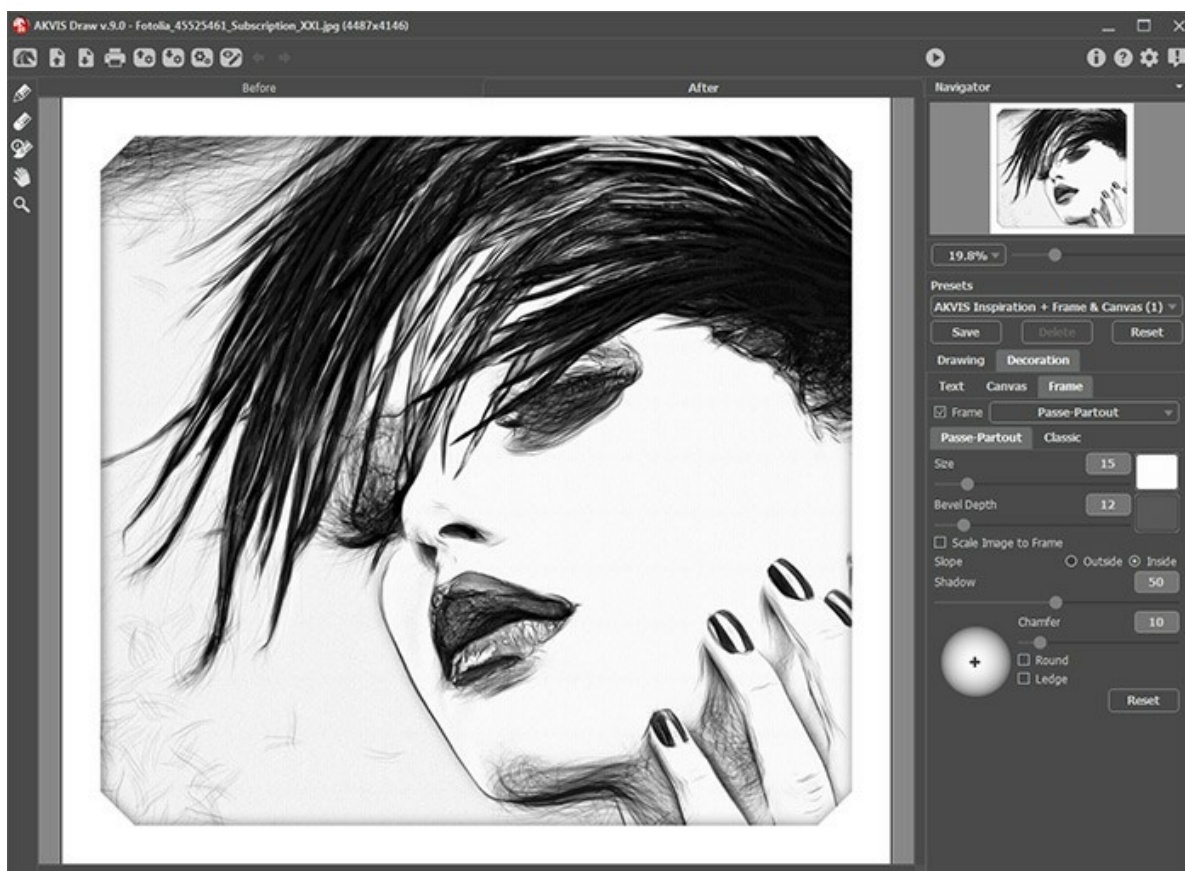 AKVIS Draw v.9.0 - Fotolia_45525461_Subscription_XXL.jpg (4487x4146)
Before After
Navigator
19.8%
Presets
AKVIS Inspiration + Frame & Canvas (1)
Save Delete Reset
Drawing Decoration
Text Canvas Frame
Frame Passe-Partout
Passe-Partout Classic
Size 15
Bevel Depth 12
Scale Image to Frame
Slope Outside Inside
Shadow 50
Chamfer 10
Round
Ledge
Reset